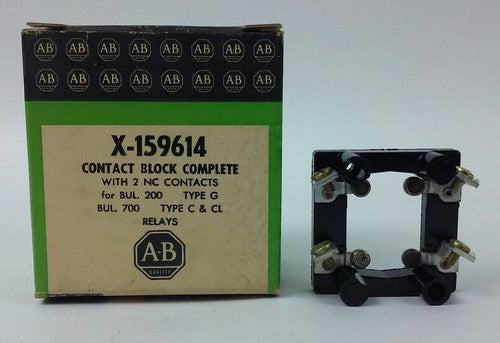 AB AB AB AB AB AB AB AB
AB AB AB AB AB AB AB AB
X-159614
CONTACT BLOCK COMPLETE
WITH 2 NC CONTACTS
for BUL. 200 TYPE G
BUL. 700 TYPE C & CL
RELAYS
A-B
QUALITY